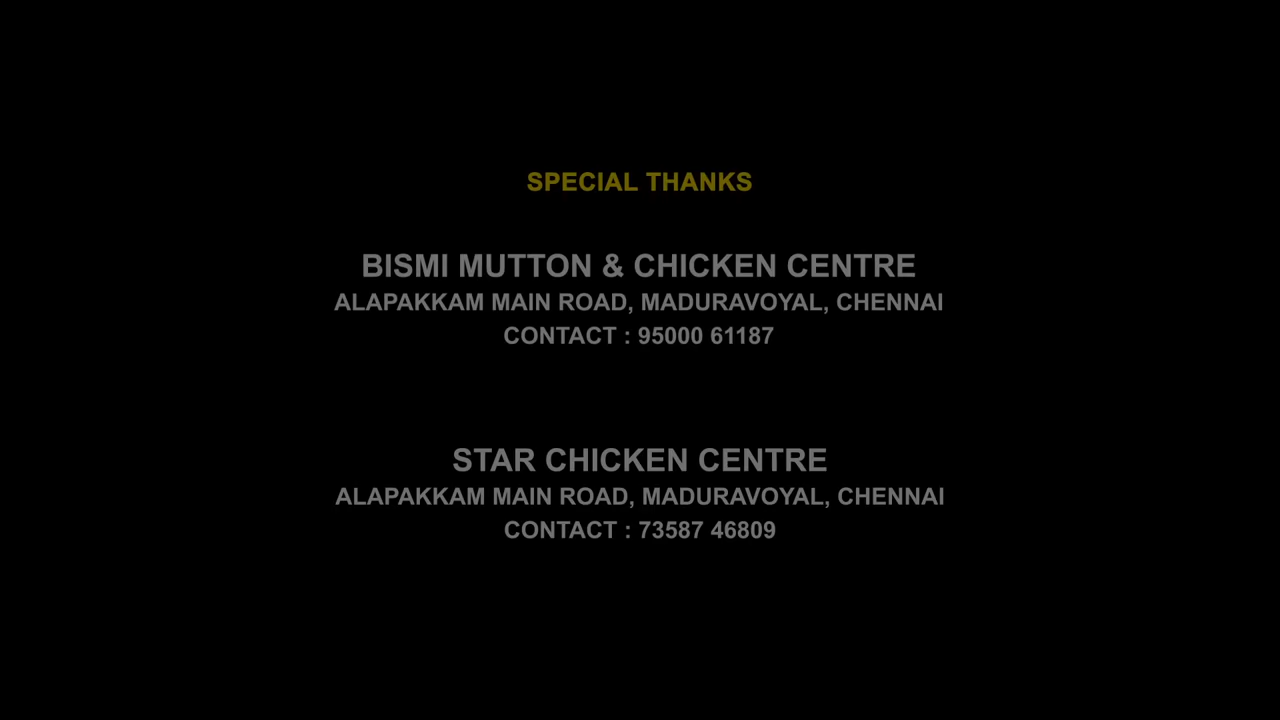 SPECIAL THANKS
BISMI MUTTON & CHICKEN CENTRE
ALAPAKKAM MAIN ROAD, MADURAVOYAL, CHENNAI
CONTACT : 95000 61187
STAR CHICKEN CENTRE
ALAPAKKAM MAIN ROAD, MADURAVOYAL, CHENNAI
CONTACT : 73587 46809